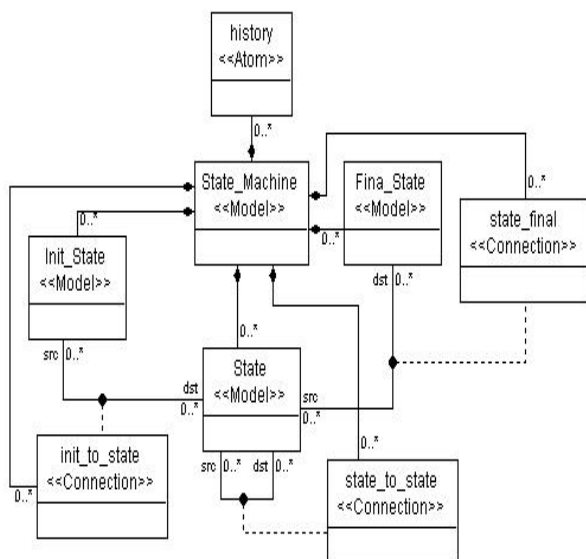 history
<<Atom>>
0..*
State_Machine
<<Model>>
Fina_State
<<Model>>
0..*
state_final
<<Connection>>
0..*
0..*
Init_State
<<Model>>
dst 0..*
src 0..*
0..*
State
<<Model>>
dst
0..*
src
0..*
init_to_state
<<Connection>>
0..*
src 0..*
dst 0..*
0..*
state_to_state
<<Connection>>